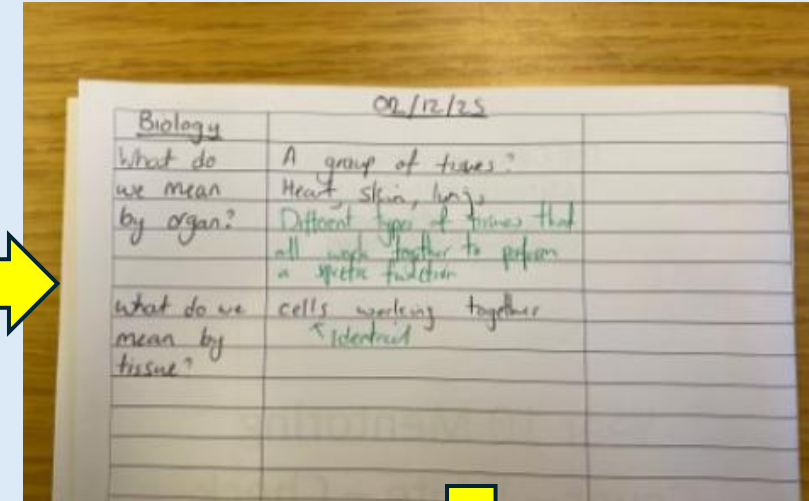 02/12/25
Biology
What do
we mean
by organ?
A group of tissues?
Heart, skin, lungs
Different types of tissues that
all work together to perform
a specific function
What do we
mean by
tissue?
cells working together
Identical